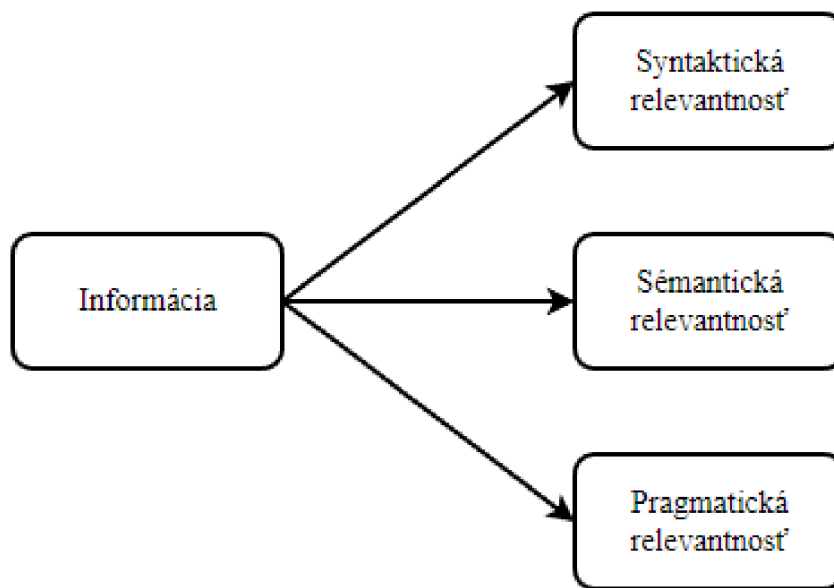 Syntaktická
relevantnosť
Informácia
Sémantická
relevantnosť
Pragmatická
relevantnosť